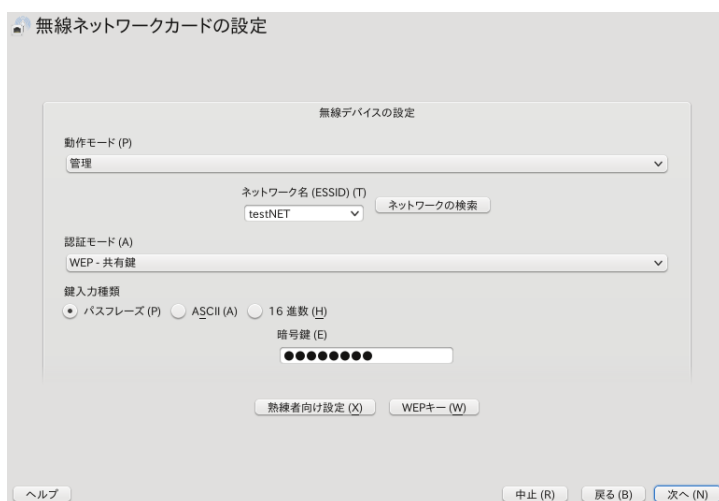 無線ネットワークカードの設定
無線デバイスの設定
動作モード (P)
管理
ネットワーク名 (ESSID) (T)
testNET
ネットワークの検索
認証モード (A)
WEP - 共有鍵
鍵入力種類
パスフレーズ (P) ASCII (A) 16 進数 (H)
暗号鍵 (E)
●●●●●●●●
熟練者向け設定 (X) WEPキー (W)
ヘルプ 中止 (R) 戻る (B) 次へ (N)